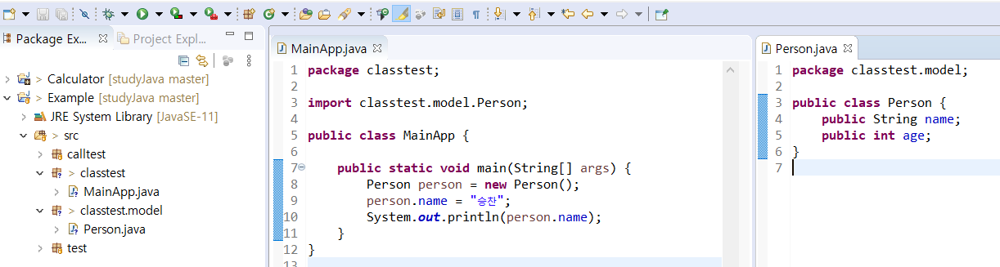 Package Ex...
Project Expl...
> Calculator [studyJava master]
> Example [studyJava master]
JRE System Library [JavaSE-11]
> src
calltest
> classtest
> MainApp.java
> classtest.model
> Person.java
test
MainApp.java
1 package classtest;
2
3 import classtest.model.Person;
4
5 public class MainApp {
6
7 public static void main(String[] args) {
8 Person person = new Person();
9 person.name = "승찬";
10 System.out.println(person.name);
11 }
12 }
13
Person.java
1 package classtest.model;
2
3 public class Person {
4 public String name;
5 public int age;
6 }
7